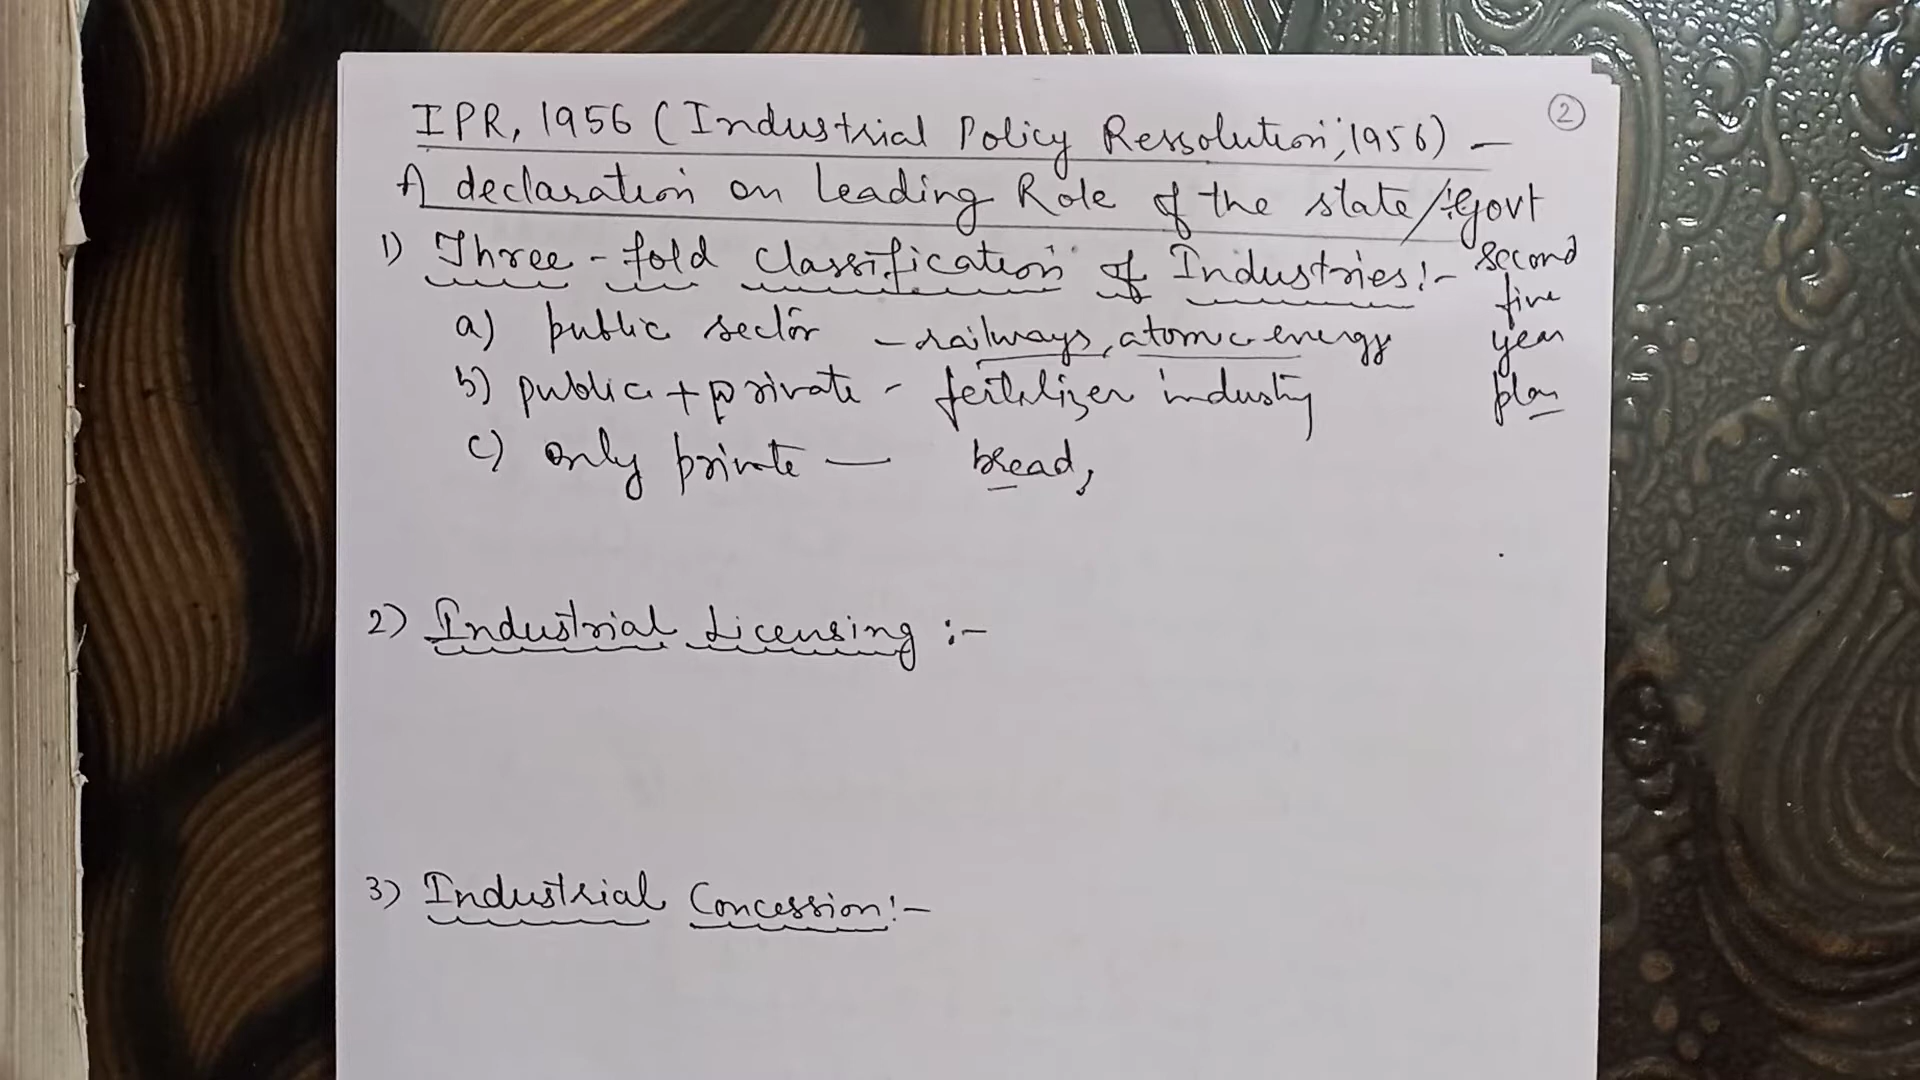 ②
IPR, 1956 (Industrial Policy Ressolution, 1956) -
A declaration on Leading Role of the state/Govt
1) Three-fold Classification of Industries:-
second
five
year
plan
a) public sector - railways, atomic energy
b) public + private - fertilizer industry
c) only private - bread,
2) Industrial Licensing :-
3) Industrial Concession:-